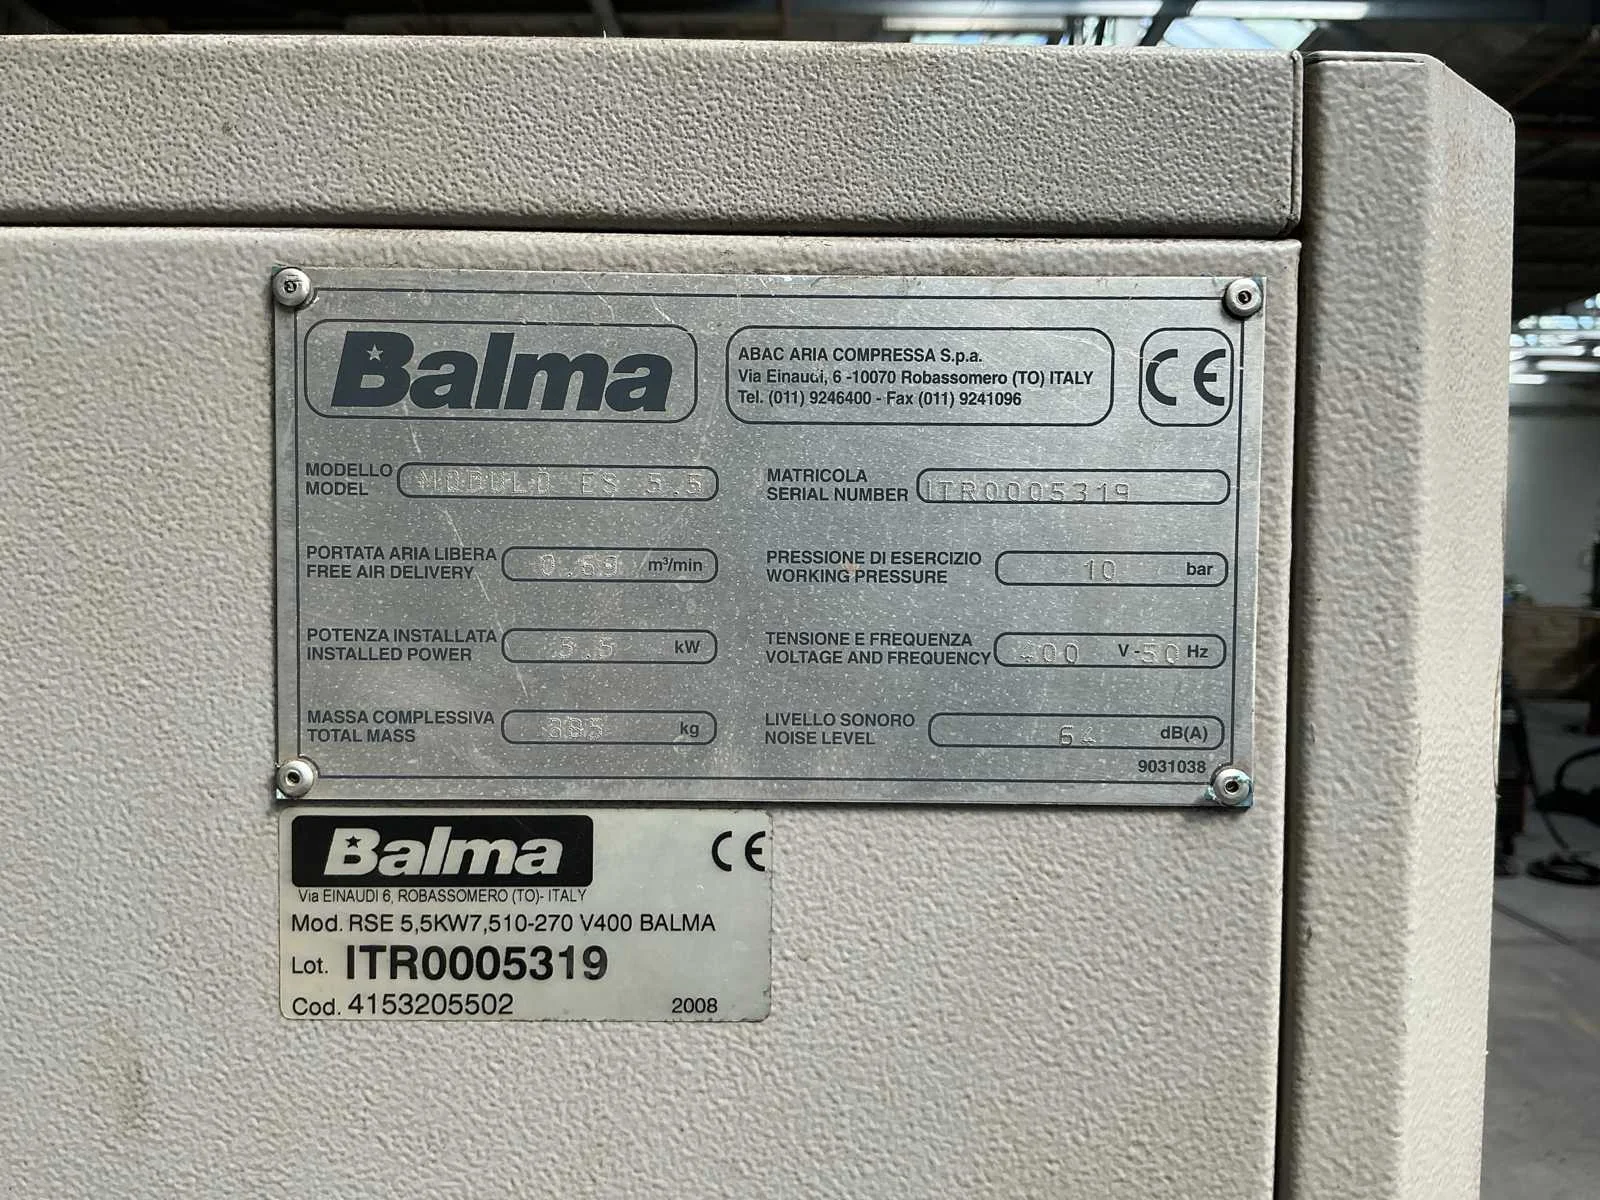 Balma
ABAC ARIA COMPRESSA S.p.a.
Via Einaudi, 6 -10070 Robassomero (TO) ITALY
Tel. (011) 9246400 - Fax (011) 9241096
CE
MODELLO
MODEL
MODULO ES 5.5
MATRICOLA
SERIAL NUMBER
ITR0005319
PORTATA ARIA LIBERA
FREE AIR DELIVERY
m³/min
PRESSIONE DI ESERCIZIO
WORKING PRESSURE
10 bar
POTENZA INSTALLATA
INSTALLED POWER
5.5 kW
TENSIONE E FREQUENZA
VOLTAGE AND FREQUENCY
400 V -50 Hz
MASSA COMPLESSIVA
TOTAL MASS
kg
LIVELLO SONORO
NOISE LEVEL
64 dB(A)
9031038
Balma
CE
Via EINAUDI 6, ROBASSOMERO (TO)- ITALY
Mod. RSE 5,5KW7,510-270 V400 BALMA
Lot. ITR0005319
Cod. 4153205502 2008